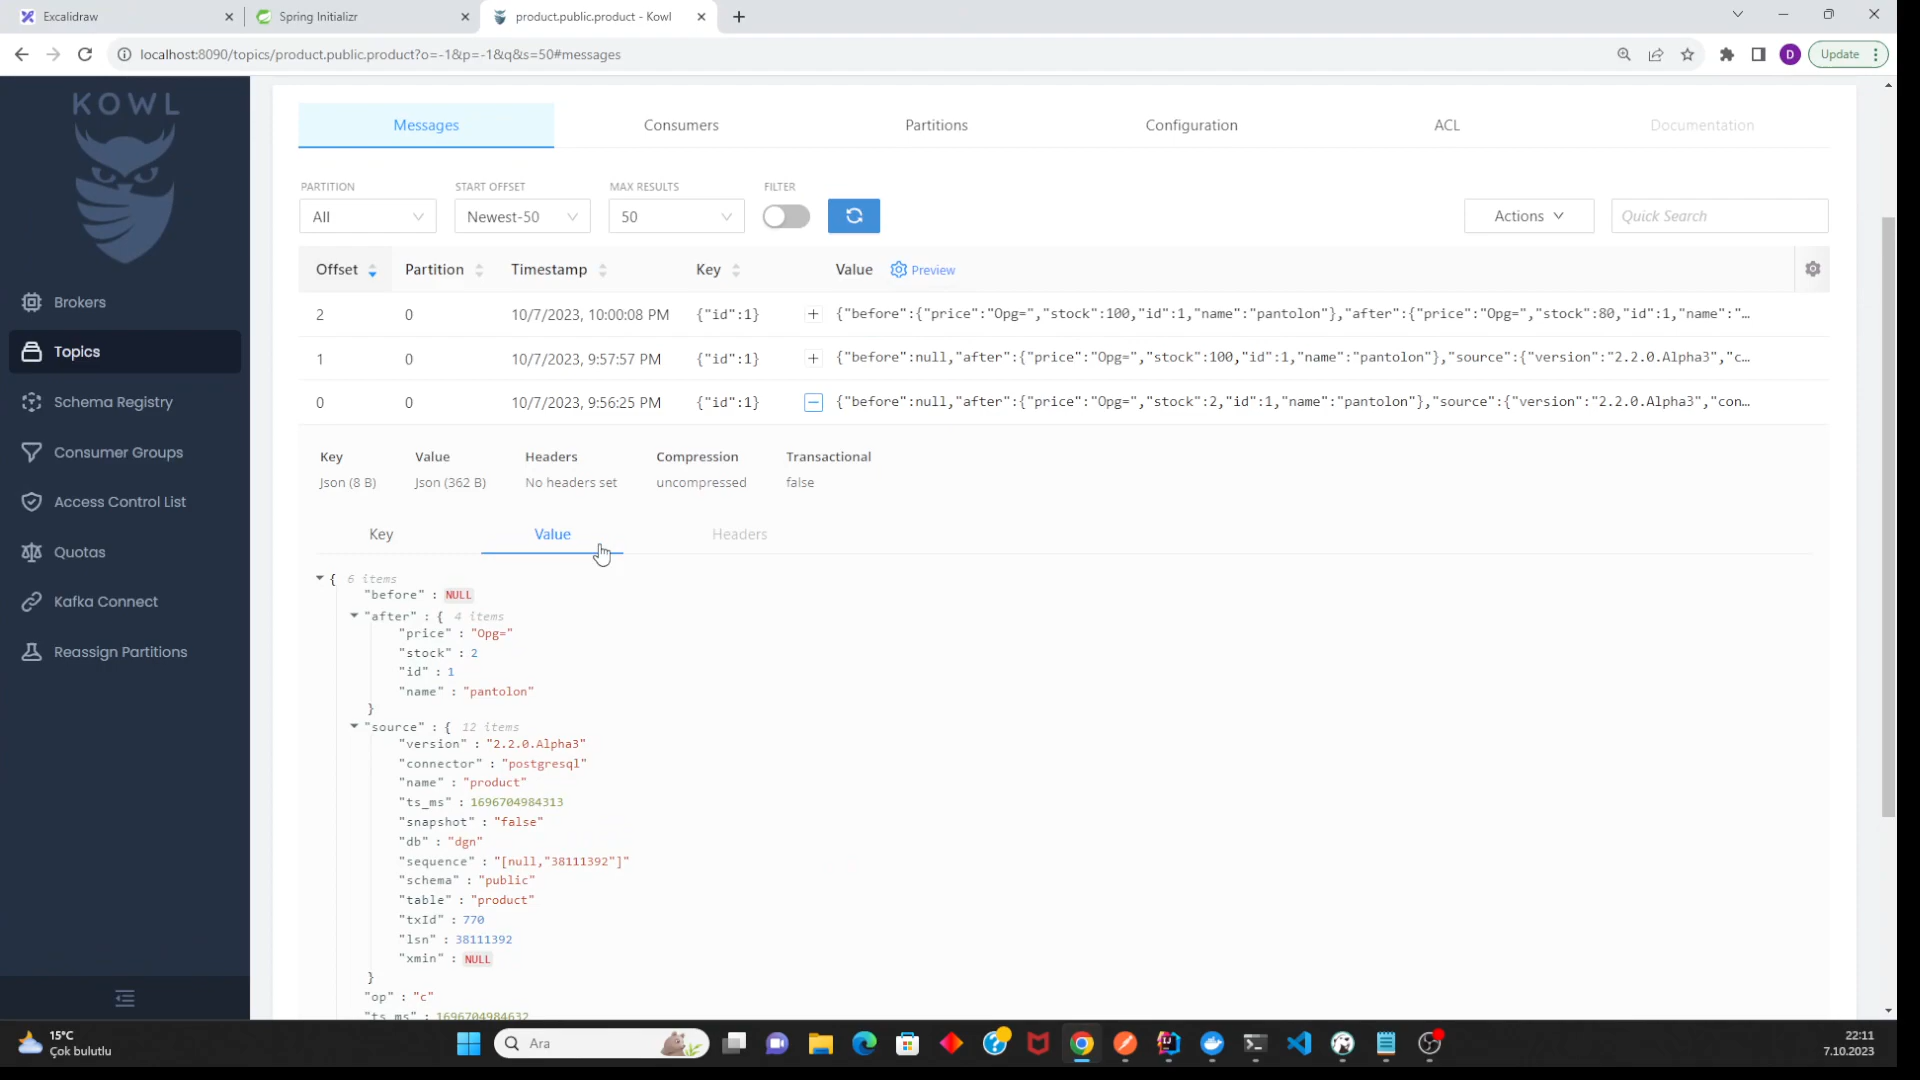 Excalidraw
Spring Initializr
product.public.product - Kowl
localhost:8090/topics/product.public.product?o=-1&p=-1&q&s=50#messages
D
Update
KOWL
Brokers
Topics
Schema Registry
Consumer Groups
Access Control List
Quotas
Kafka Connect
Reassign Partitions
Messages Consumers Partitions Configuration ACL Documentation
PARTITION START OFFSET MAX RESULTS FILTER
All Newest-50 50 Actions Quick Search
Offset Partition Timestamp Key Value Preview
2 0 10/7/2023, 10:00:08 PM {"id":1} {"before":{"price":"Opg=","stock":100,"id":1,"name":"pantolon"},"after":{"price":"Opg=","stock":80,"id":1,"name":"…
1 0 10/7/2023, 9:57:57 PM {"id":1} {"before":null,"after":{"price":"Opg=","stock":100,"id":1,"name":"pantolon"},"source":{"version":"2.2.0.Alpha3","c…
0 0 10/7/2023, 9:56:25 PM {"id":1} {"before":null,"after":{"price":"Opg=","stock":2,"id":1,"name":"pantolon"},"source":{"version":"2.2.0.Alpha3","con…
Key Value Headers Compression Transactional
Json (8 B) Json (362 B) No headers set uncompressed false
Key Value Headers
{ 6 items
"before" : NULL
"after" : { 4 items
"price" : "Opg="
"stock" : 2
"id" : 1
"name" : "pantolon"
}
"source" : { 12 items
"version" : "2.2.0.Alpha3"
"connector" : "postgresql"
"name" : "product"
"ts_ms" : 1696704984313
"snapshot" : "false"
"db" : "dgn"
"sequence" : "[null,"38111392"]"
"schema" : "public"
"table" : "product"
"txId" : 770
"lsn" : 38111392
"xmin" : NULL
}
"op" : "c"
"ts_ms" : 1696704984632
15°C
Çok bulutlu
Ara
22:11
7.10.2023